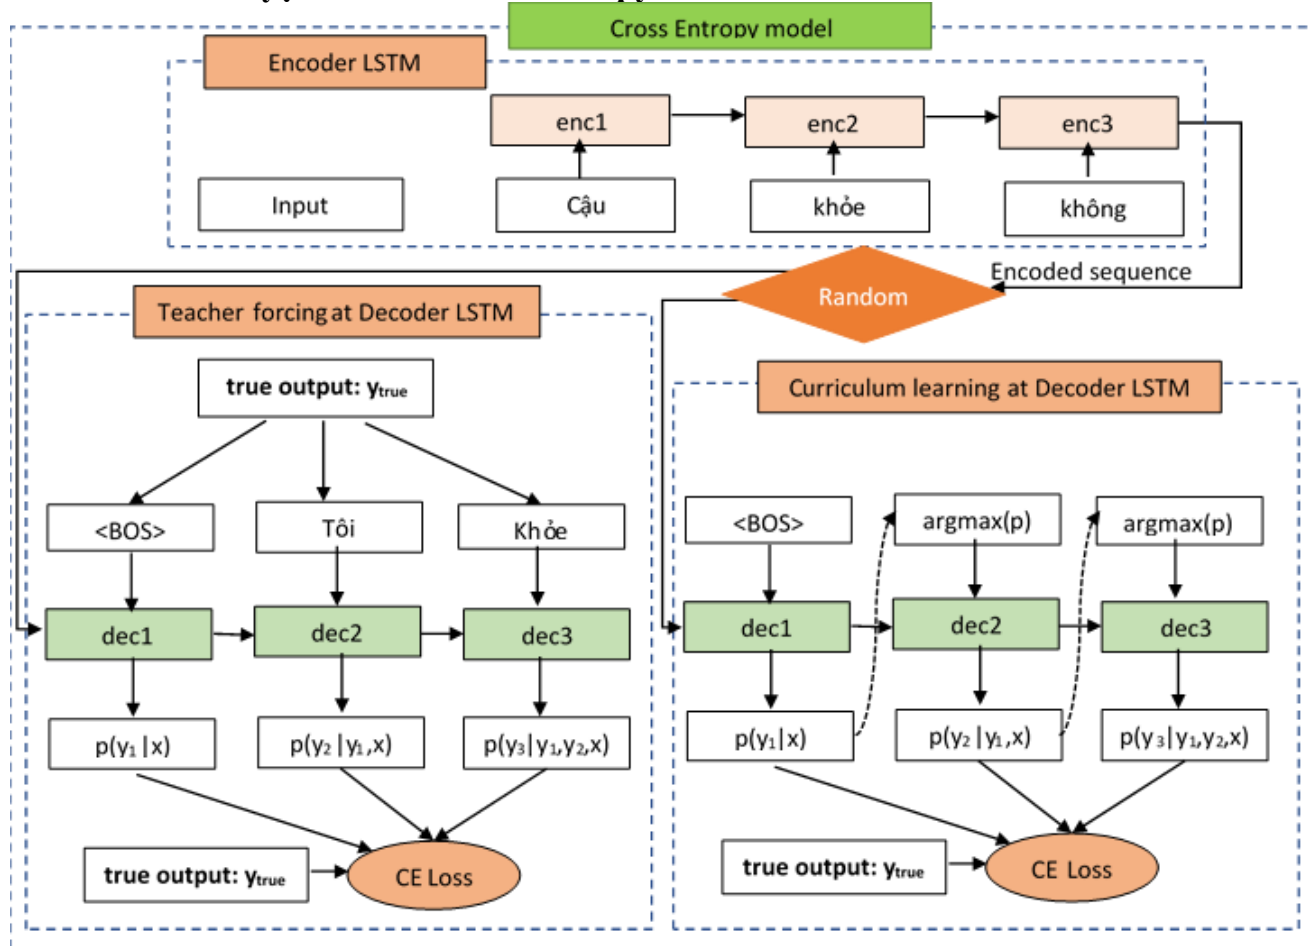 Cross Entropy model
Encoder LSTM
enc1
enc2
enc3
Input
Cậu
khỏe
không
Encoded sequence
Random
Teacher forcing at Decoder LSTM
true output: ytrue
<BOS>
Tôi
Khỏe
dec1
dec2
dec3
p(y₁|x)
p(y₂|y₁,x)
p(y₃|y₁,y₂,x)
true output: ytrue
CE Loss
Curriculum learning at Decoder LSTM
<BOS>
argmax(p)
argmax(p)
dec1
dec2
dec3
p(y₁|x)
p(y₂|y₁,x)
p(y₃|y₁,y₂,x)
true output: ytrue
CE Loss